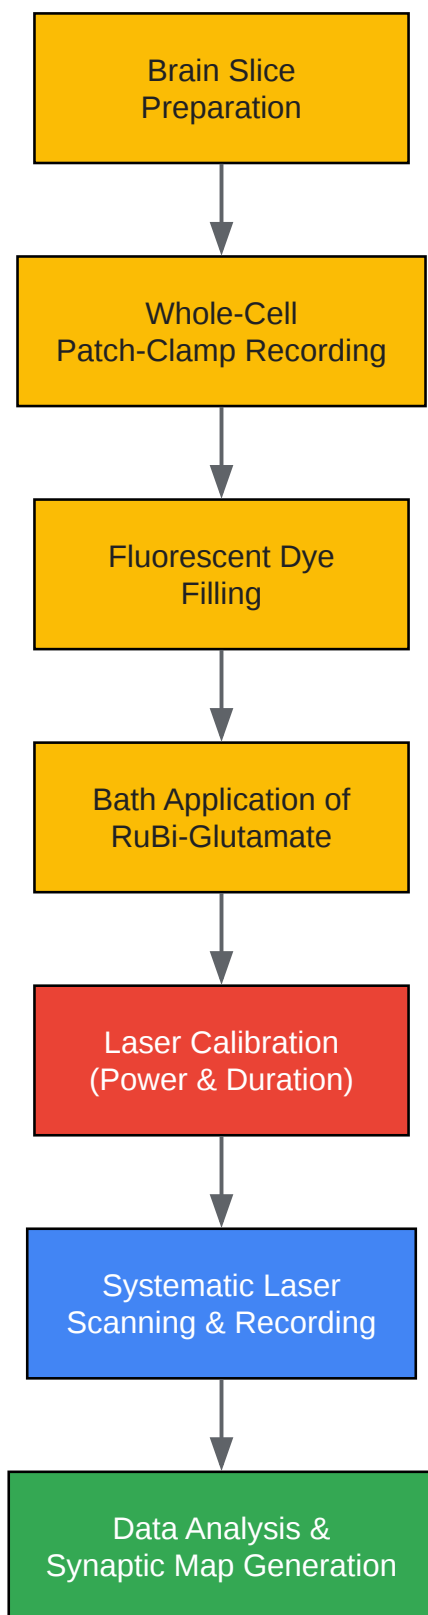 Brain Slice
Preparation
Whole-Cell
Patch-Clamp Recording
Fluorescent Dye
Filling
Bath Application of
RuBi-Glutamate
Laser Calibration
(Power & Duration)
Systematic Laser
Scanning & Recording
Data Analysis &
Synaptic Map Generation